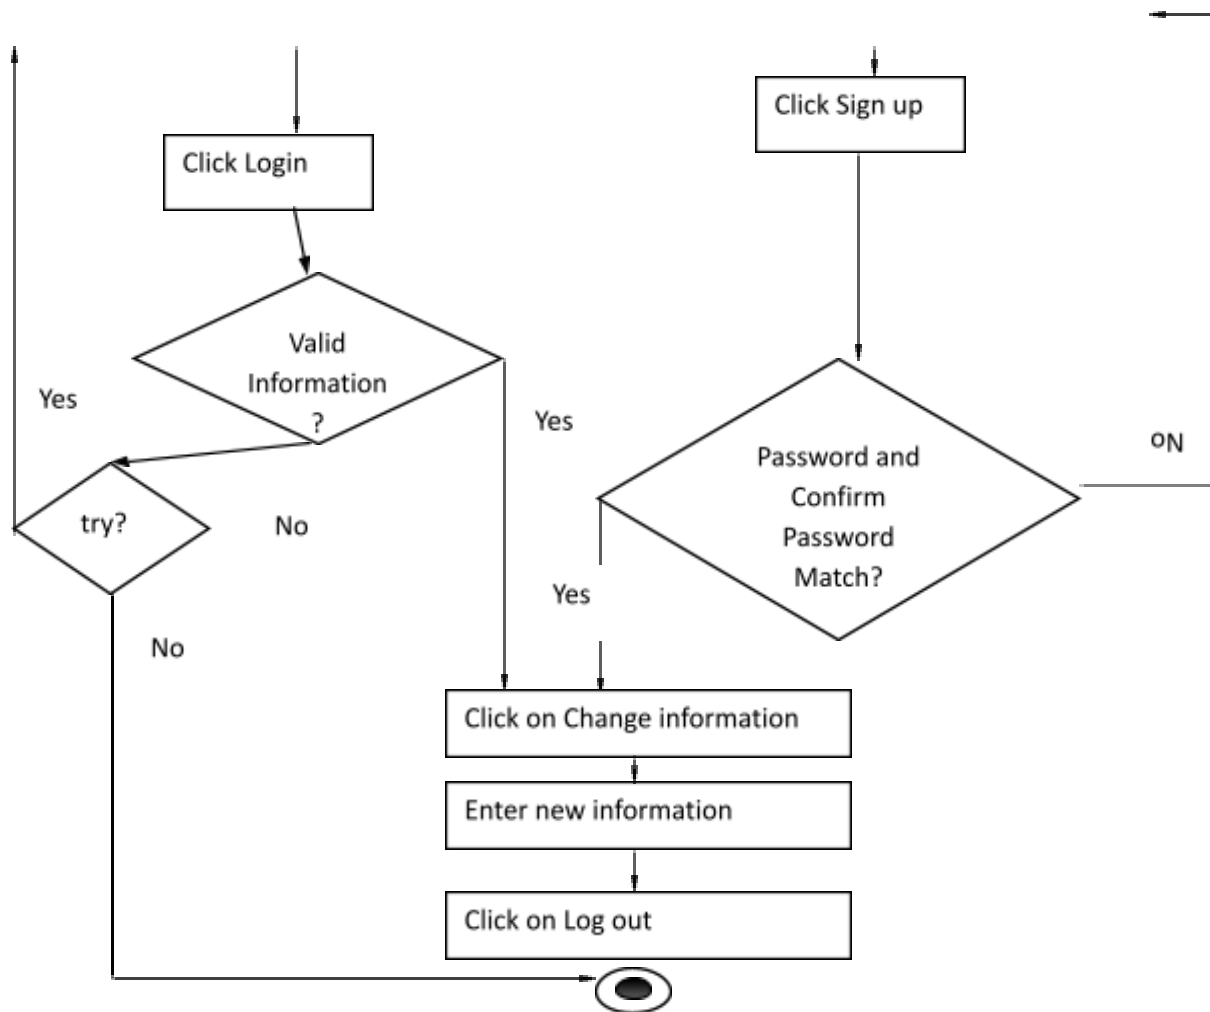 Click Sign up
Click Login
Valid
Information
?
Yes
Yes
No
Password and
Confirm
Password
Match?
try?
No
Yes
No
Click on Change information
Enter new information
Click on Log out